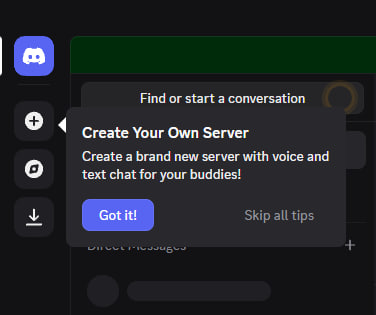 Find or start a conversation
Create Your Own Server
Create a brand new server with voice and
text chat for your buddies!
Got it!
Skip all tips
Direct Messages